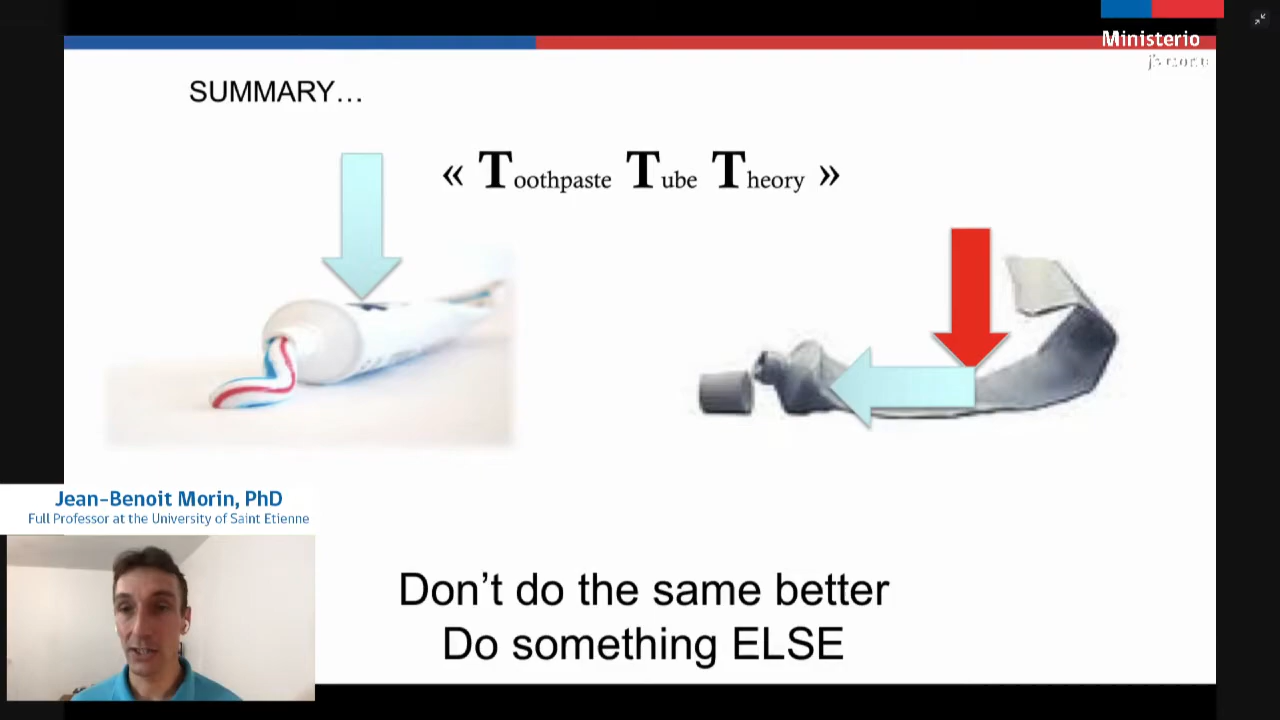 Ministerio
SUMMARY…
« Toothpaste Tube Theory »
Jean-Benoit Morin, PhD
Full Professor at the University of Saint Etienne
Don't do the same better
Do something ELSE